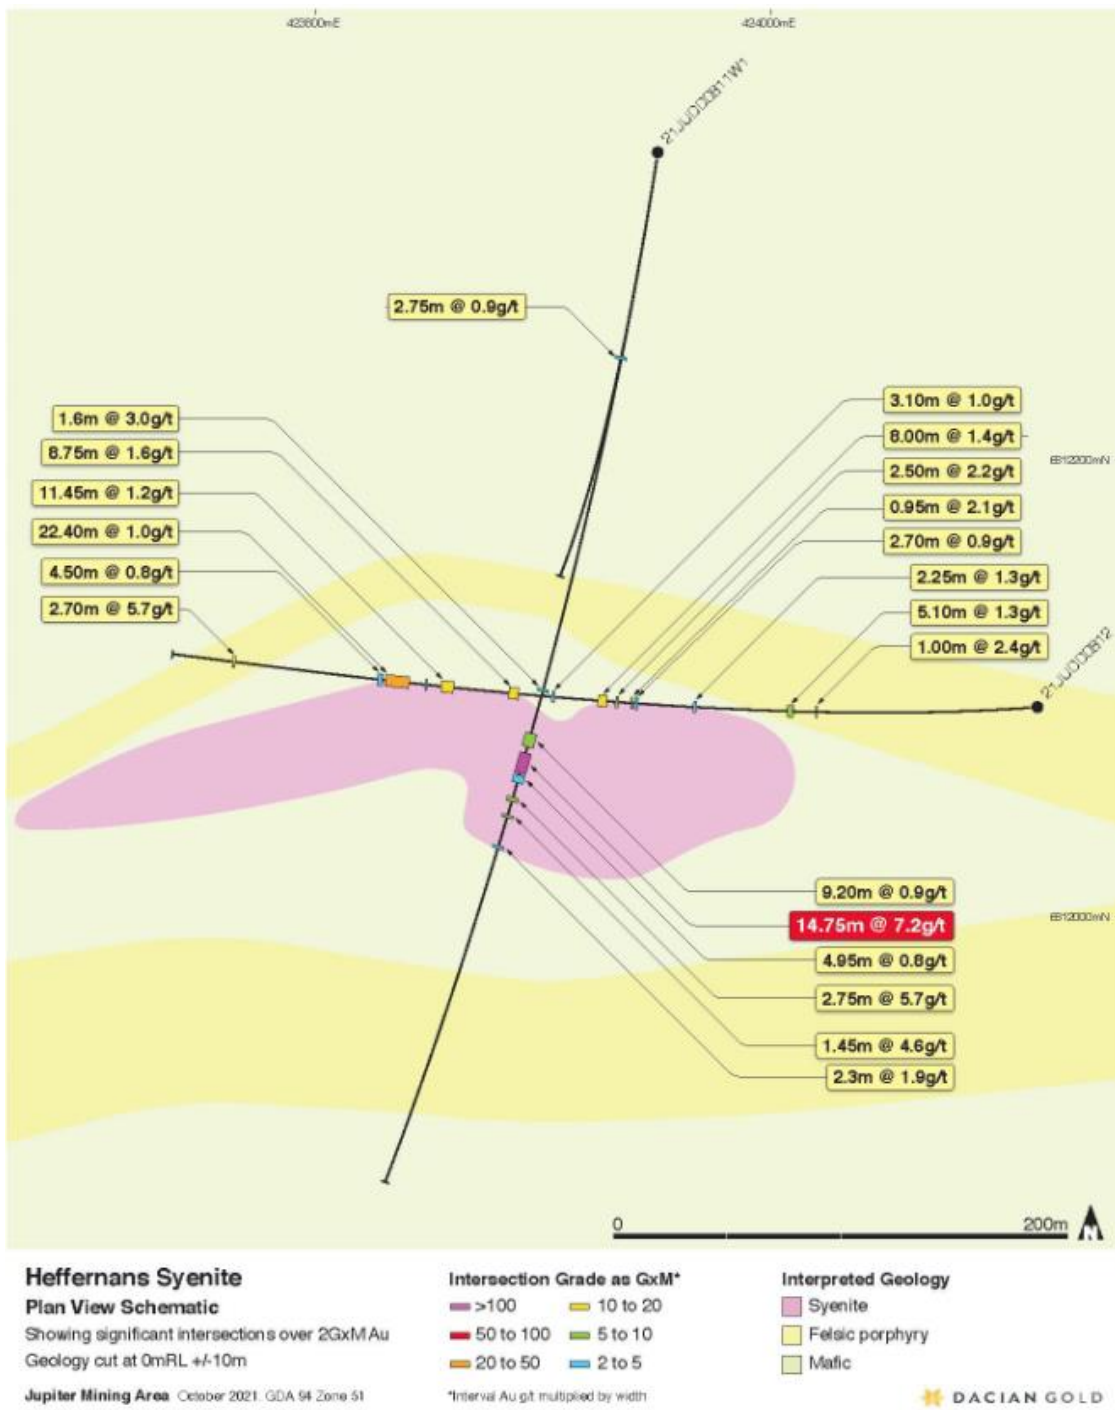 423800mE
424000mE
21JUDD0811W1
2.75m @ 0.9g/t
1.6m @ 3.0g/t
8.75m @ 1.6g/t
11.45m @ 1.2g/t
22.40m @ 1.0g/t
4.50m @ 0.8g/t
2.70m @ 5.7g/t
3.10m @ 1.0g/t
8.00m @ 1.4g/t
2.50m @ 2.2g/t
0.95m @ 2.1g/t
2.70m @ 0.9g/t
2.25m @ 1.3g/t
5.10m @ 1.3g/t
1.00m @ 2.4g/t
6812200mN
21JUDD0812
9.20m @ 0.9g/t
14.75m @ 7.2g/t
4.95m @ 0.8g/t
2.75m @ 5.7g/t
1.45m @ 4.6g/t
2.3m @ 1.9g/t
6812000mN
0 200m
N
Heffernans Syenite
Plan View Schematic
Showing significant intersections over 2GxM Au
Geology cut at 0mRL +/-10m
Jupiter Mining Area October 2021. GDA 94 Zone 51
Intersection Grade as GxM*
>100 10 to 20
50 to 100 5 to 10
20 to 50 2 to 5
*Interval Au g/t multiplied by width
Interpreted Geology
Syenite
Felsic porphyry
Mafic
DACIAN GOLD